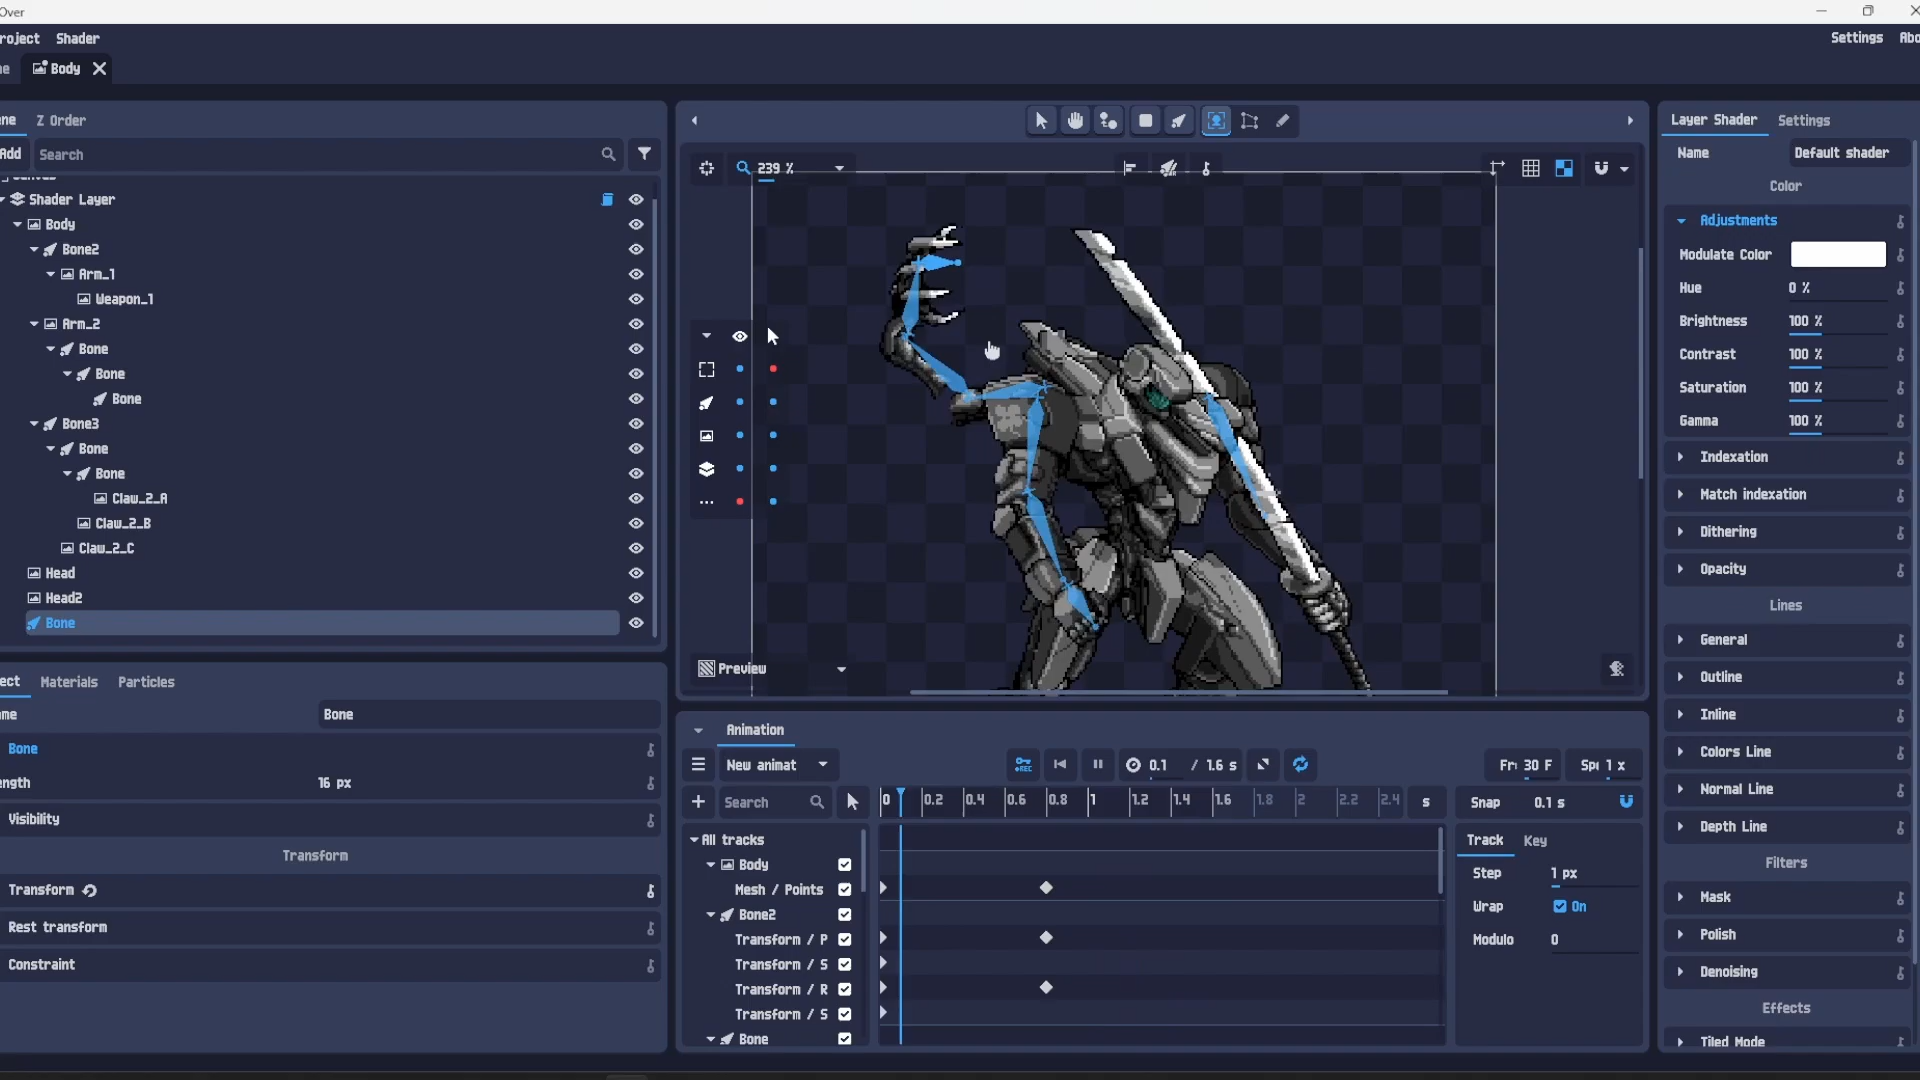 Over
roject Shader
Settings Abo
ne Body
ene Z Order
Add Search
Shader Layer
Body
Bone2
Arm_1
Weapon_1
Arm_2
Bone
Bone
Bone
Bone3
Bone
Bone
Claw_2_A
Claw_2_B
Claw_2_C
Head
Head2
Bone
ect Materials Particles
ame Bone
Bone
ength 16 px
Visibility
Transform
Transform
Rest transform
Constraint
239 %
Preview
Animation
New animat
REC
0.1 / 1.6 s
Fr: 30 F
Spe 1 x
Search
0 0.2 0.4 0.6 0.8 1 1.2 1.4 1.6 1.8 2 2.2 2.4 s
Snap 0.1 s
All tracks
Body
Mesh / Points
Bone2
Transform / P
Transform / S
Transform / R
Transform / S
Bone
Track Key
Step 1 px
Wrap On
Modulo 0
Layer Shader Settings
Name Default shader
Color
Adjustments
Modulate Color
Hue 0 %
Brightness 100 %
Contrast 100 %
Saturation 100 %
Gamma 100 %
Indexation
Match indexation
Dithering
Opacity
Lines
General
Outline
Inline
Colors Line
Normal Line
Depth Line
Filters
Mask
Polish
Denoising
Effects
Tiled Mode